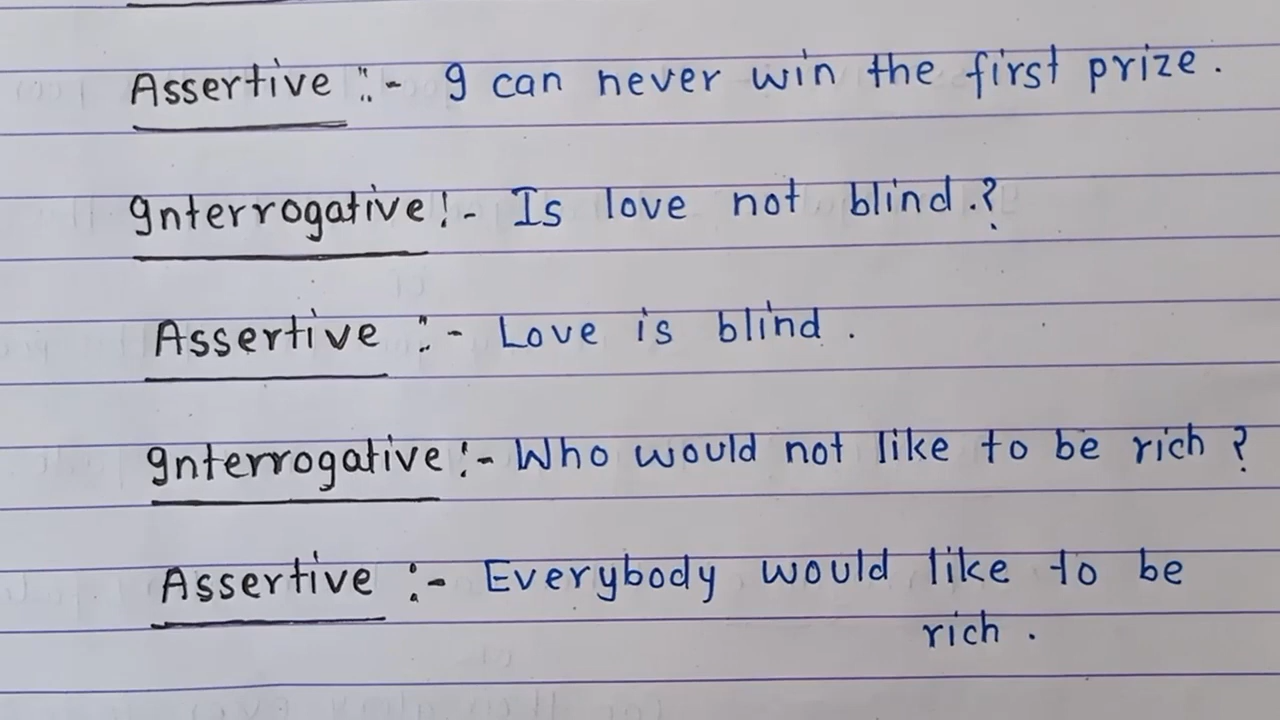 Assertive :- I can never win the first prize.
Interrogative :- Is love not blind.?
Assertive :- Love is blind.
Interrogative :- Who would not like to be rich?
Assertive :- Everybody would like to be
rich.